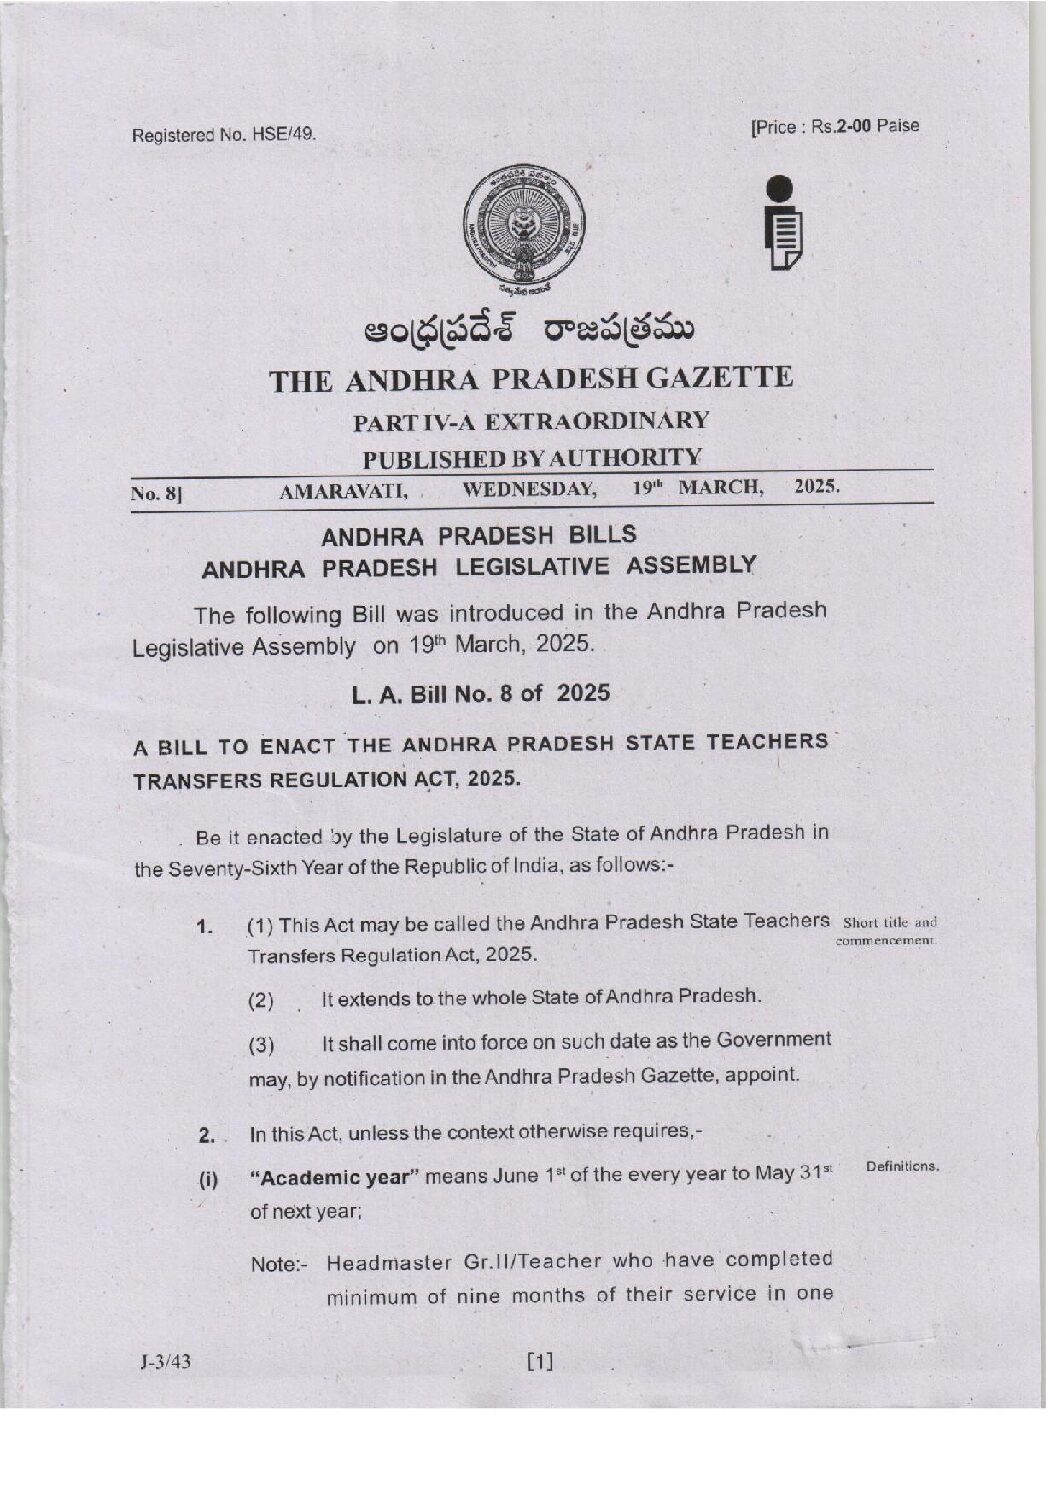 Registered No. HSE/49.
[Price : Rs.2-00 Paise
ఆంధ్రప్రదేశ్ రాజపత్రము
THE ANDHRA PRADESH GAZETTE
PART IV-A EXTRAORDINARY
PUBLISHED BY AUTHORITY
No. 8] AMARAVATI, WEDNESDAY, 19th MARCH, 2025.
ANDHRA PRADESH BILLS
ANDHRA PRADESH LEGISLATIVE ASSEMBLY
The following Bill was introduced in the Andhra Pradesh
Legislative Assembly on 19th March, 2025.
L. A. Bill No. 8 of 2025
A BILL TO ENACT THE ANDHRA PRADESH STATE TEACHERS
TRANSFERS REGULATION ACT, 2025.
Be it enacted by the Legislature of the State of Andhra Pradesh in
the Seventy-Sixth Year of the Republic of India, as follows:-
1. (1) This Act may be called the Andhra Pradesh State Teachers Short title and
commencement.
Transfers Regulation Act, 2025.
(2) It extends to the whole State of Andhra Pradesh.
(3) It shall come into force on such date as the Government
may, by notification in the Andhra Pradesh Gazette, appoint.
2. In this Act, unless the context otherwise requires,-
(i) “Academic year” means June 1st of the every year to May 31st Definitions.
of next year;
Note:- Headmaster Gr.II/Teacher who have completed
minimum of nine months of their service in one
J-3/43 [1]